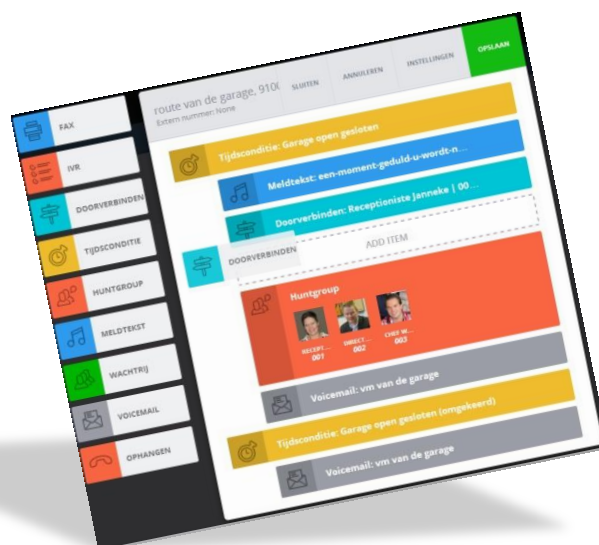 FAX
IVR
DOORVERBINDEN
TIJDSCONDITIE
HUNTGROUP
MELDTEKST
WACHTRIJ
VOICEMAIL
OPHANGEN
route van de garage, 910
Extern nummer: None
SLUITEN
ANNULEREN
INSTELLINGEN
OPSLAAN
Tijdsconditie: Garage open gesloten
Meldtekst: een-moment-geduld-u-wordt-n...
Doorverbinden: Receptioniste Janneke | 00...
DOORVERBINDEN
ADD ITEM
Huntgroup
RECEPT...
001
DIRECT...
002
CHEF W...
003
Voicemail: vm van de garage
Tijdsconditie: Garage open gesloten (omgekeerd)
Voicemail: vm van de garage